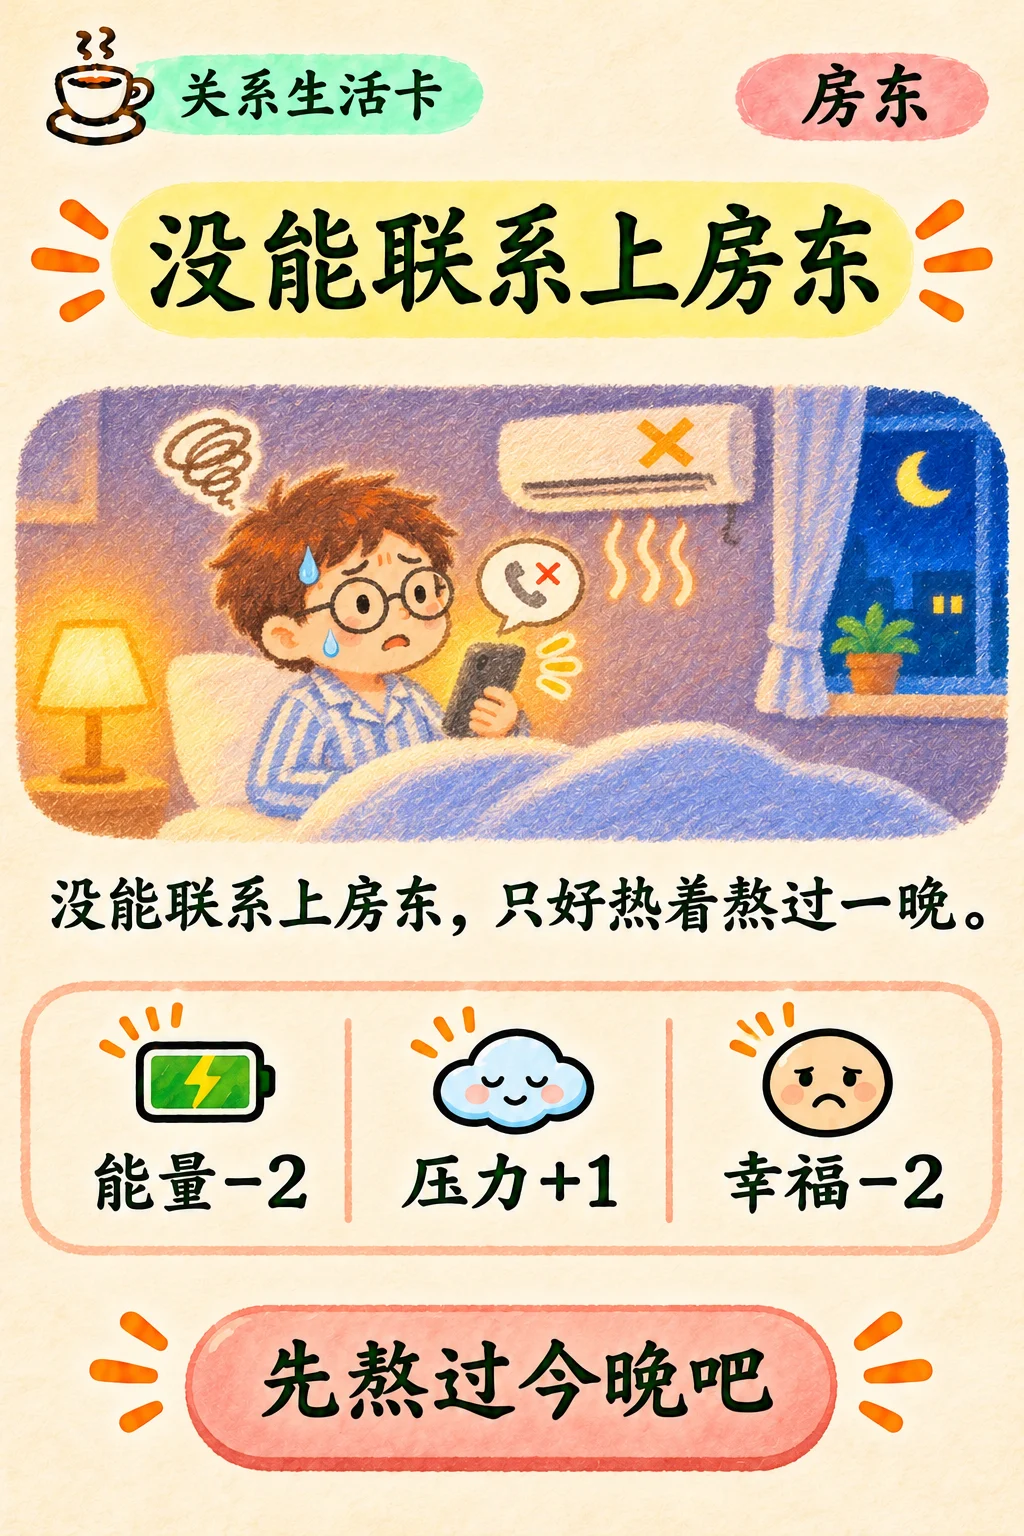 关系生活卡
房东
没能联系上房东
没能联系上房东，只好热着熬过一晚。
能量-2
压力+1
幸福-2
先熬过今晚吧